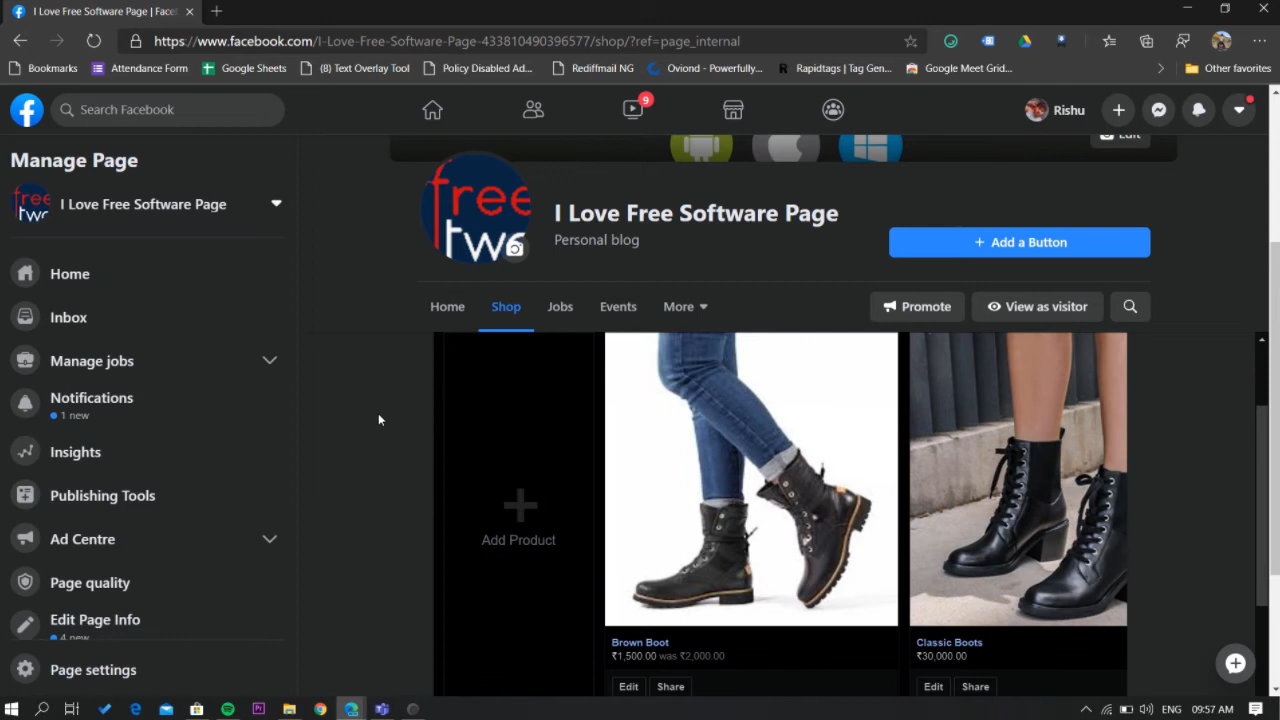 I Love Free Software Page | Facet
https://www.facebook.com/I-Love-Free-Software-Page-433810490396577/shop/?ref=page_internal
Bookmarks Attendance Form Google Sheets (8) Text Overlay Tool Policy Disabled Ad... Rediffmail NG Oviond - Powerfully... Rapidtags | Tag Gen... Google Meet Grid... Other favorites
Search Facebook
9
Rishu
Manage Page
I Love Free Software Page
Home
Inbox
Manage jobs
Notifications
1 new
Insights
Publishing Tools
Ad Centre
Page quality
Edit Page Info
4 new
Page settings
Edit
free
two
I Love Free Software Page
Personal blog
+ Add a Button
Home Shop Jobs Events More
Promote View as visitor
Add Product
Brown Boot
₹1,500.00 was ₹2,000.00
Edit Share
Classic Boots
₹30,000.00
Edit Share
ENG 09:57 AM